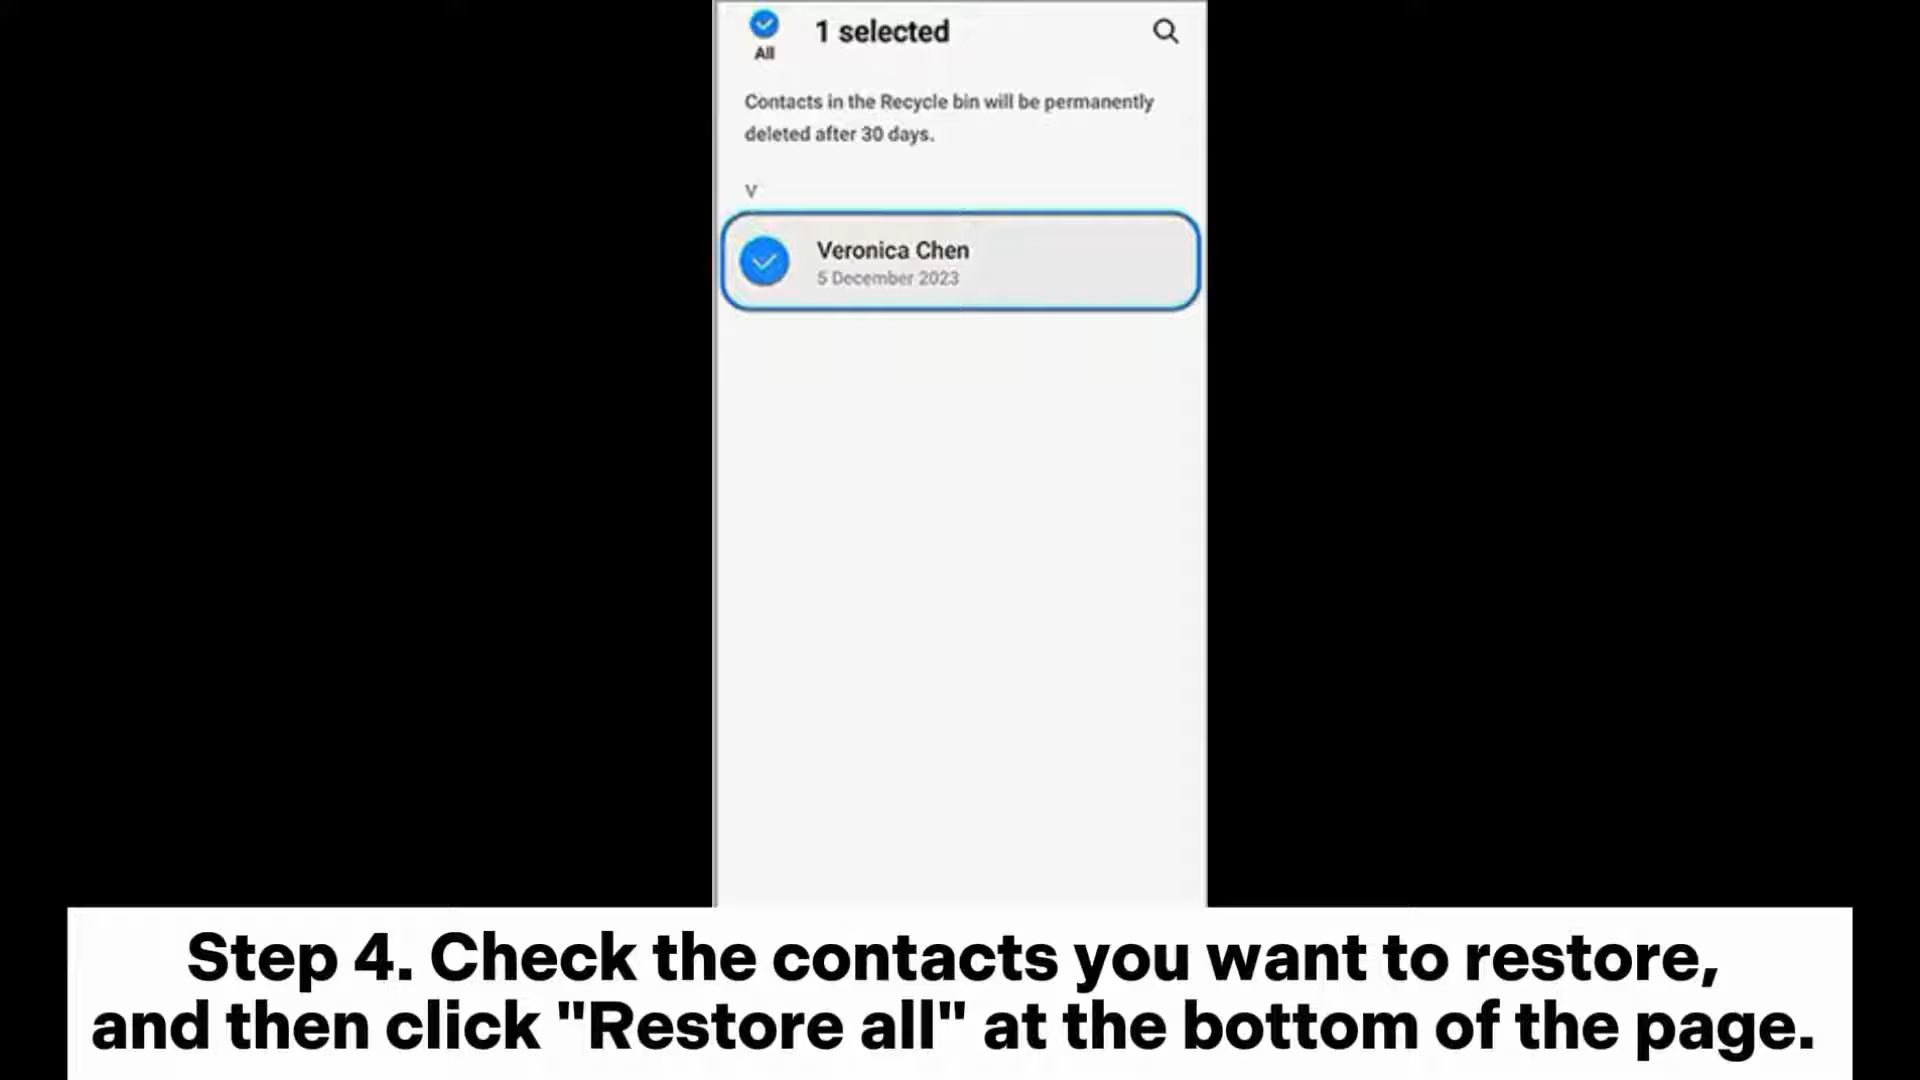 1 selected
All
Contacts in the Recycle bin will be permanently
deleted after 30 days.
V
Veronica Chen
5 December 2023
Step 4. Check the contacts you want to restore,
and then click "Restore all" at the bottom of the page.